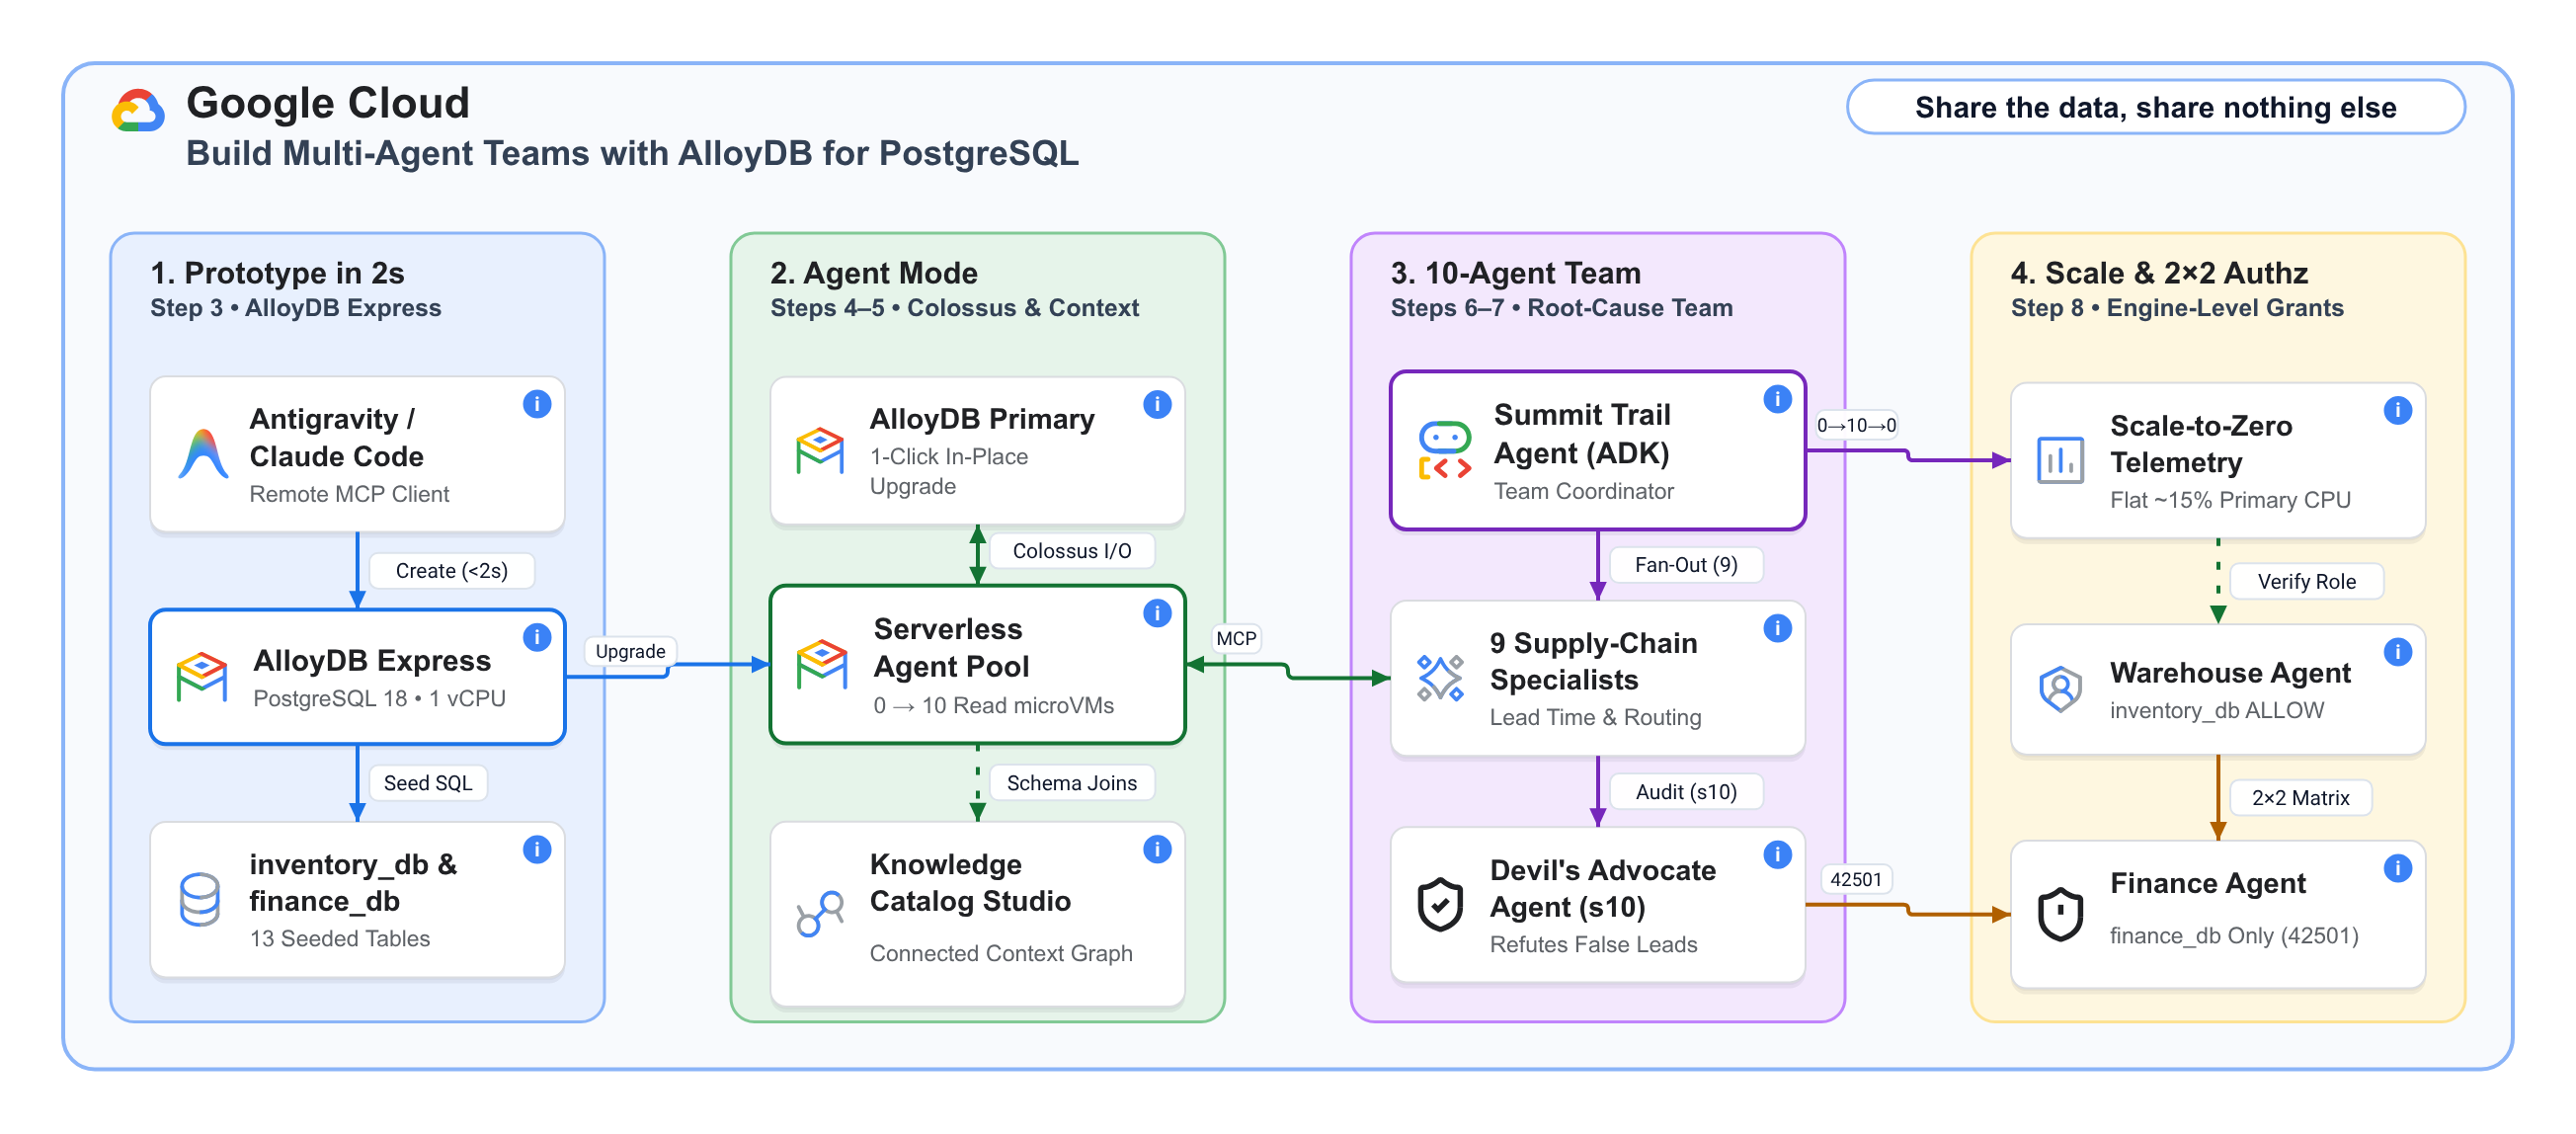 Google Cloud
Build Multi-Agent Teams with AlloyDB for PostgreSQL
Share the data, share nothing else
1. Prototype in 2s
Step 3 • AlloyDB Express
Antigravity /
Claude Code
Remote MCP Client
Create (<2s)
AlloyDB Express
PostgreSQL 18 • 1 vCPU
Seed SQL
inventory_db &
finance_db
13 Seeded Tables
Upgrade
2. Agent Mode
Steps 4–5 • Colossus & Context
AlloyDB Primary
1-Click In-Place
Upgrade
Colossus I/O
Serverless
Agent Pool
0 → 10 Read microVMs
Schema Joins
Knowledge
Catalog Studio
Connected Context Graph
MCP
3. 10-Agent Team
Steps 6–7 • Root-Cause Team
Summit Trail
Agent (ADK)
Team Coordinator
Fan-Out (9)
9 Supply-Chain
Specialists
Lead Time & Routing
Audit (s10)
Devil's Advocate
Agent (s10)
Refutes False Leads
0→10→0
42501
4. Scale & 2×2 Authz
Step 8 • Engine-Level Grants
Scale-to-Zero
Telemetry
Flat ~15% Primary CPU
Verify Role
Warehouse Agent
inventory_db ALLOW
2×2 Matrix
Finance Agent
finance_db Only (42501)